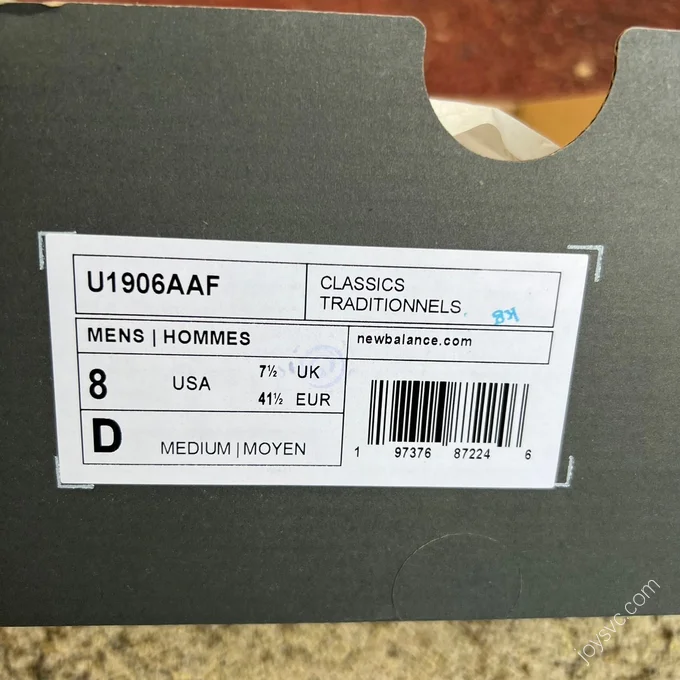 U1906AAF
CLASSICS
TRADITIONNELS
MENS | HOMMES
newbalance.com
8 USA 7½ UK
41½ EUR
D MEDIUM | MOYEN
1 97376 87224 6
joysvc.com